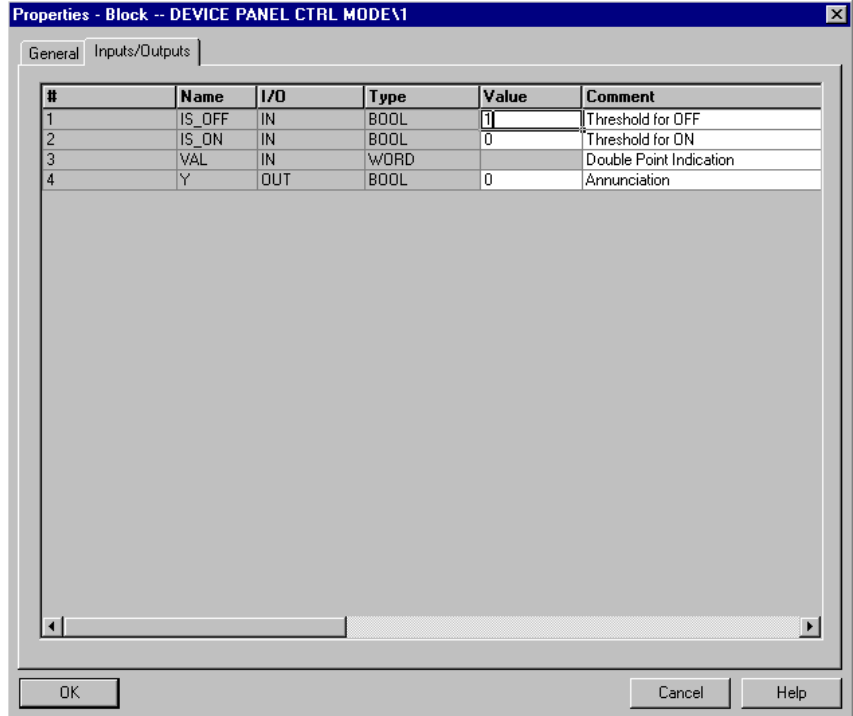 Properties - Block -- DEVICE PANEL CTRL MODE\1
General Inputs/Outputs
# Name I/O Type Value Comment
1 IS_OFF IN BOOL 1 Threshold for OFF
2 IS_ON IN BOOL 0 Threshold for ON
3 VAL IN WORD Double Point Indication
4 Y OUT BOOL 0 Annunciation
OK Cancel Help